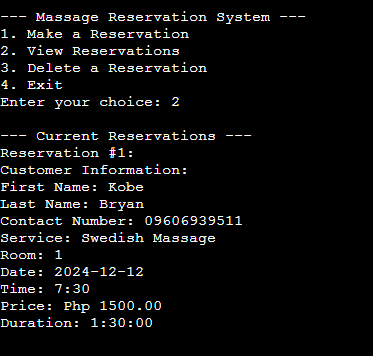 --- Massage Reservation System ---
1. Make a Reservation
2. View Reservations
3. Delete a Reservation
4. Exit
Enter your choice: 2
--- Current Reservations ---
Reservation #1:
Customer Information:
First Name: Kobe
Last Name: Bryan
Contact Number: 09606939511
Service: Swedish Massage
Room: 1
Date: 2024-12-12
Time: 7:30
Price: Php 1500.00
Duration: 1:30:00